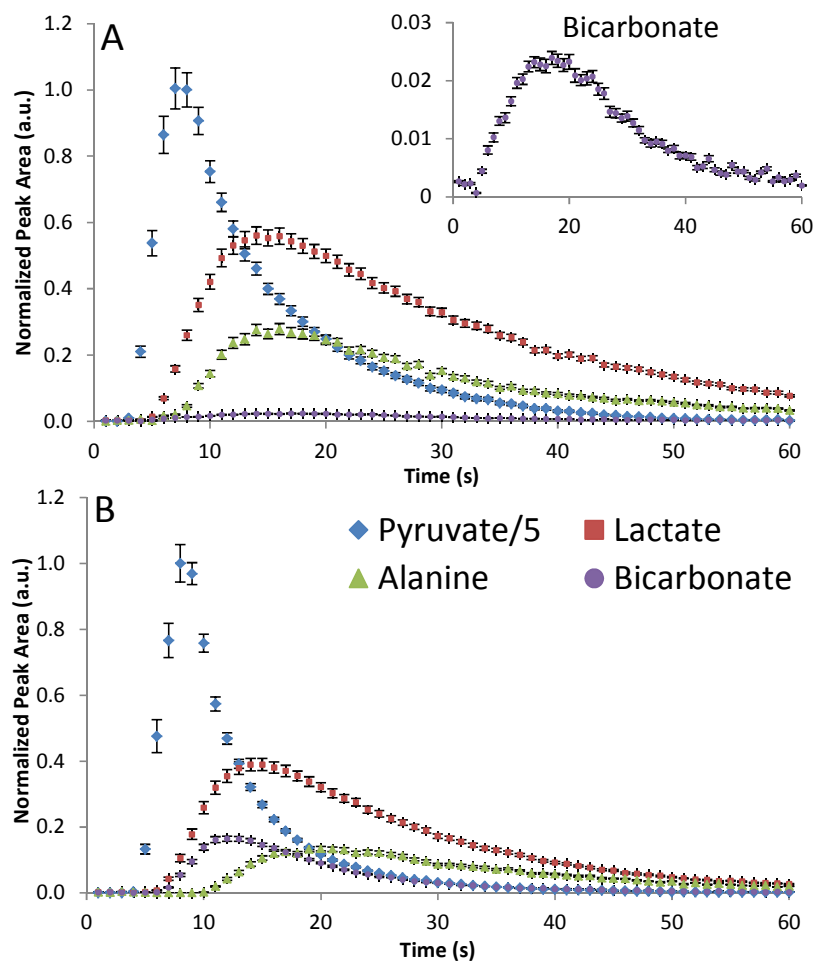 A
1.2
1.0
0.8
0.6
0.4
0.2
0.0
Normalized Peak Area (a.u.)
0 10 20 30 40 50 60
Time (s)
Bicarbonate
0.03
0.02
0.01
0
0 20 40 60
B
1.2
1.0
0.8
0.6
0.4
0.2
0.0
Normalized Peak Area (a.u.)
Pyruvate/5 Lactate
Alanine Bicarbonate
0 10 20 30 40 50 60
Time (s)